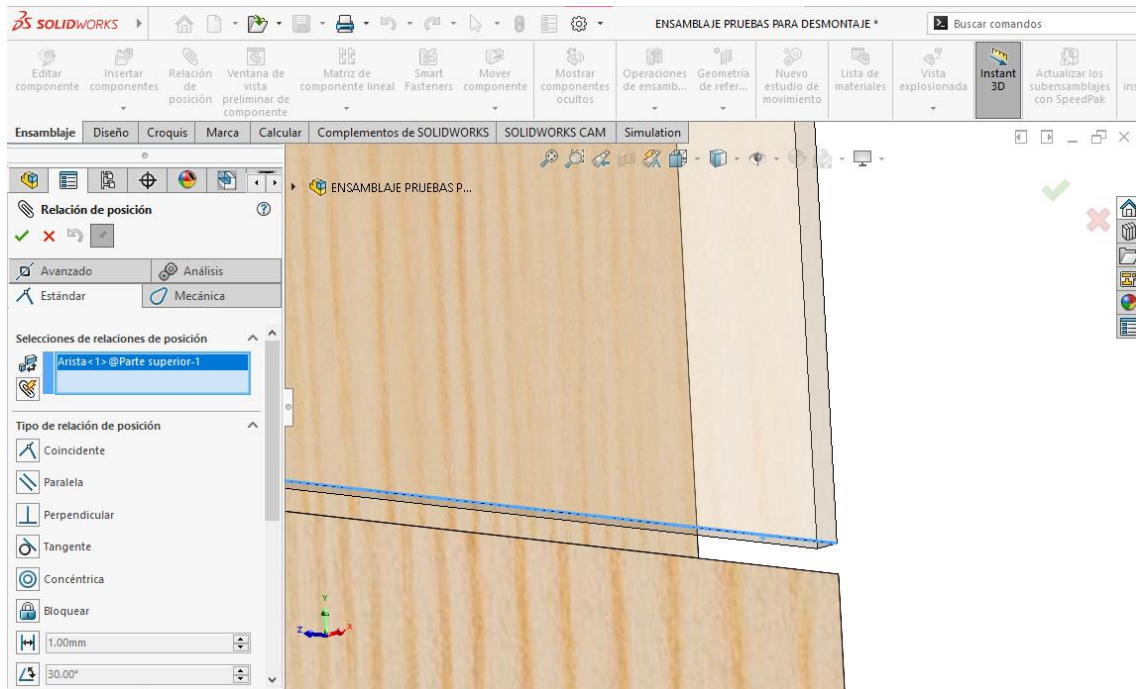 SOLIDWORKS
ENSAMBLAJE PRUEBAS PARA DESMONTAJE *
Buscar comandos
Editar componente
Insertar componentes
Relación de posición
Ventana de vista preliminar de componente
Matriz de componente lineal
Smart Fasteners
Mover componente
Mostrar componentes ocultos
Operaciones de ensamb...
Geometría de refer...
Nuevo estudio de movimiento
Lista de materiales
Vista explosionada
Instant 3D
Actualizar los subensamblajes con SpeedPak
Ensamblaje
Diseño
Croquis
Marca
Calcular
Complementos de SOLIDWORKS
SOLIDWORKS CAM
Simulation
ENSAMBLAJE PRUEBAS P...
Relación de posición
Avanzado
Análisis
Estándar
Mecánica
Selecciones de relaciones de posición
Arista<1>@Parte superior-1
Tipo de relación de posición
Coincidente
Paralela
Perpendicular
Tangente
Concéntrica
Bloquear
1.00mm
30.00°
Y
Z
X